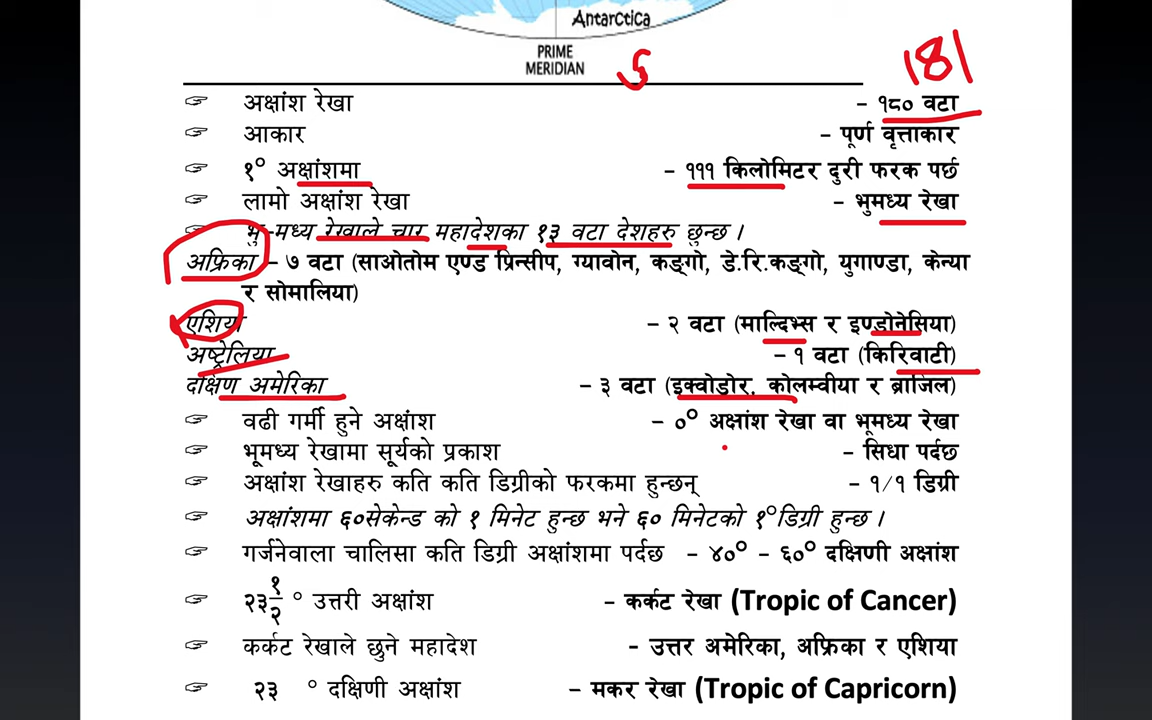 Antarctica
PRIME
MERIDIAN
181
☞ अक्षांश रेखा – १८० वटा
☞ आकार – पूर्ण वृत्ताकार
☞ १° अक्षांशमा – १११ किलोमिटर दुरी फरक पर्छ
☞ लामो अक्षांश रेखा – भुमध्य रेखा
☞ भु-मध्य रेखाले चार महादेशका १३ वटा देशहरु छुन्छ ।
अफ्रिका – ७ वटा (साओतोम एण्ड प्रिन्सीप, ग्यावोन, कङ्गो, डे.रि.कङ्गो, युगाण्डा, केन्या
र सोमालिया)
एशिया – २ वटा (माल्दिभ्स र इण्डोनेसिया)
अष्ट्रेलिया – १ वटा (किरिवाटी)
दक्षिण अमेरिका – ३ वटा (इक्वोडोर, कोलम्वीया र ब्राजिल)
☞ वढी गर्मी हुने अक्षांश – ०° अक्षांश रेखा वा भूमध्य रेखा
☞ भूमध्य रेखामा सूर्यको प्रकाश – सिधा पर्दछ
☞ अक्षांश रेखाहरु कति कति डिग्रीको फरकमा हुन्छन् – १/१ डिग्री
☞ अक्षांशमा ६०सेकेन्ड को १ मिनेट हुन्छ भने ६० मिनेटको १°डिग्री हुन्छ ।
☞ गर्जनेवाला चालिसा कति डिग्री अक्षांशमा पर्दछ – ४०° – ६०° दक्षिणी अक्षांश
☞ २३ १/२ ° उत्तरी अक्षांश – कर्कट रेखा (Tropic of Cancer)
☞ कर्कट रेखाले छुने महादेश - उत्तर अमेरिका, अफ्रिका र एशिया
☞ २३ ° दक्षिणी अक्षांश – मकर रेखा (Tropic of Capricorn)